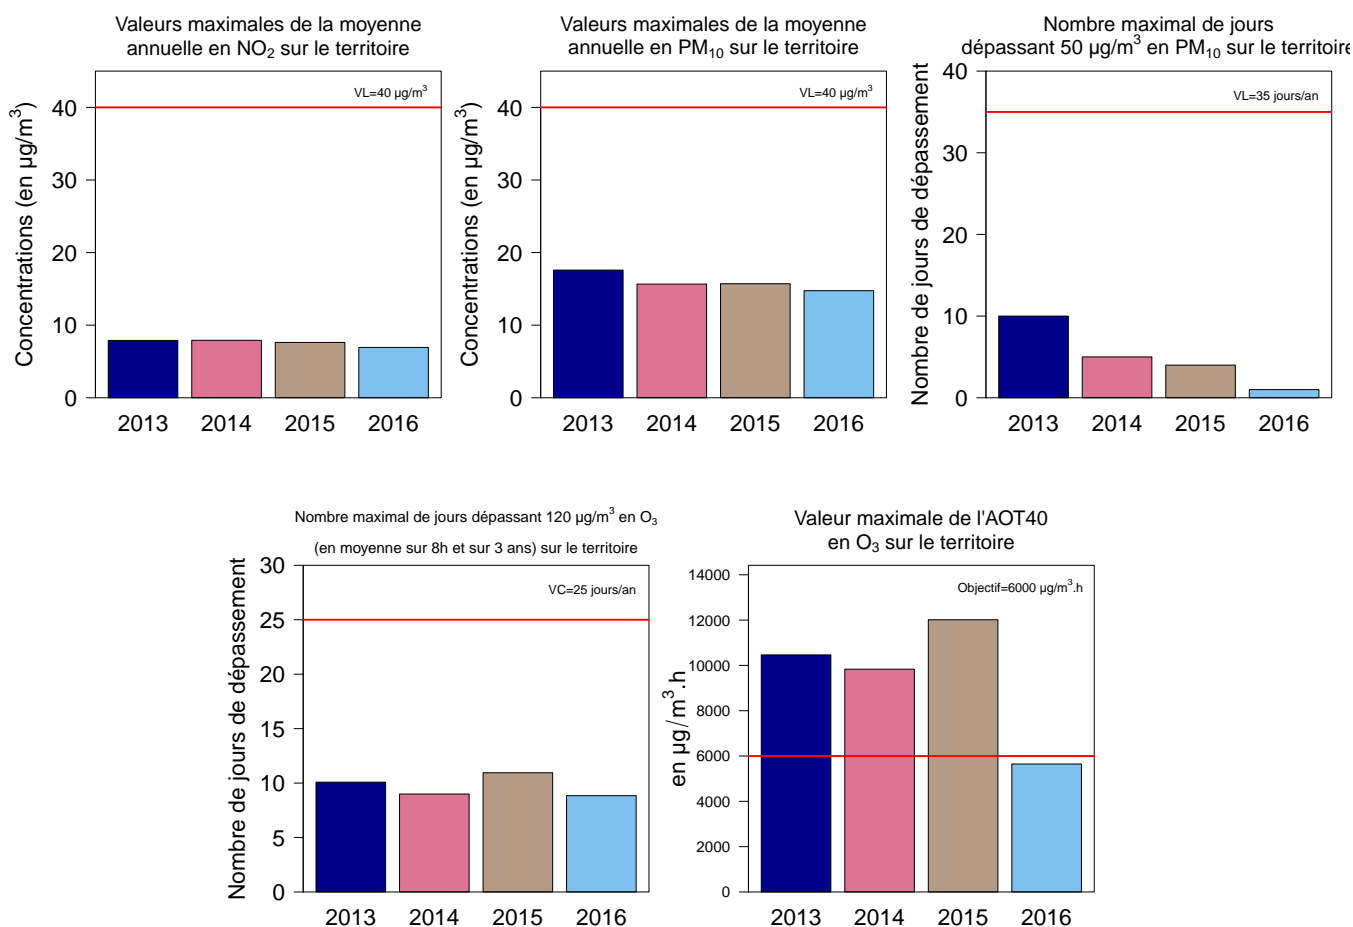 Valeurs maximales de la moyenne
annuelle en NO₂ sur le territoire
VL=40 µg/m³
Concentrations (en µg/m³)
40
30
20
10
0
2013 2014 2015 2016
Valeurs maximales de la moyenne
annuelle en PM₁₀ sur le territoire
VL=40 µg/m³
Concentrations (en µg/m³)
40
30
20
10
0
2013 2014 2015 2016
Nombre maximal de jours
dépassant 50 µg/m³ en PM₁₀ sur le territoire
VL=35 jours/an
Nombre de jours de dépassement
40
30
20
10
0
2013 2014 2015 2016
Nombre maximal de jours dépassant 120 µg/m³ en O₃
(en moyenne sur 8h et sur 3 ans) sur le territoire
VC=25 jours/an
Nombre de jours de dépassement
30
25
20
15
10
5
0
2013 2014 2015 2016
Valeur maximale de l'AOT40
en O₃ sur le territoire
Objectif=6000 µg/m³.h
en µg/m³.h
14000
12000
10000
8000
6000
4000
2000
0
2013 2014 2015 2016